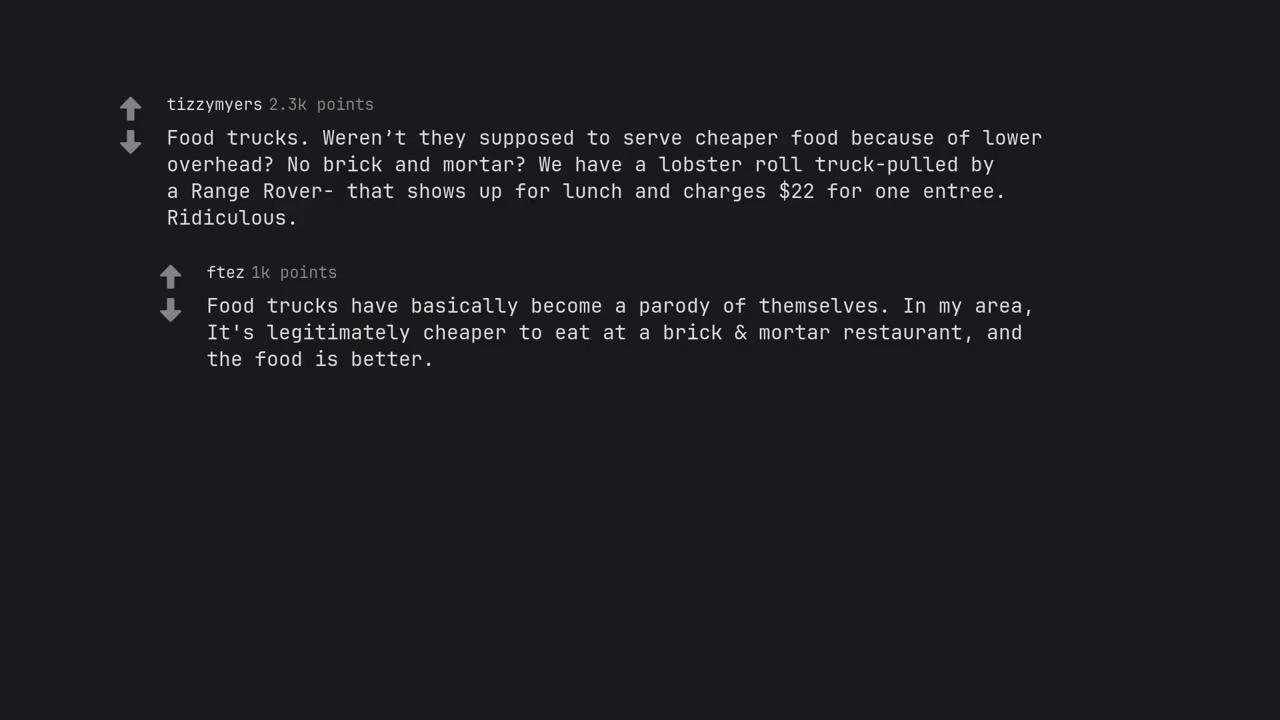 tizzymyers 2.3k points
Food trucks. Weren’t they supposed to serve cheaper food because of lower
overhead? No brick and mortar? We have a lobster roll truck-pulled by
a Range Rover- that shows up for lunch and charges $22 for one entree.
Ridiculous.
ftez 1k points
Food trucks have basically become a parody of themselves. In my area,
It's legitimately cheaper to eat at a brick & mortar restaurant, and
the food is better.